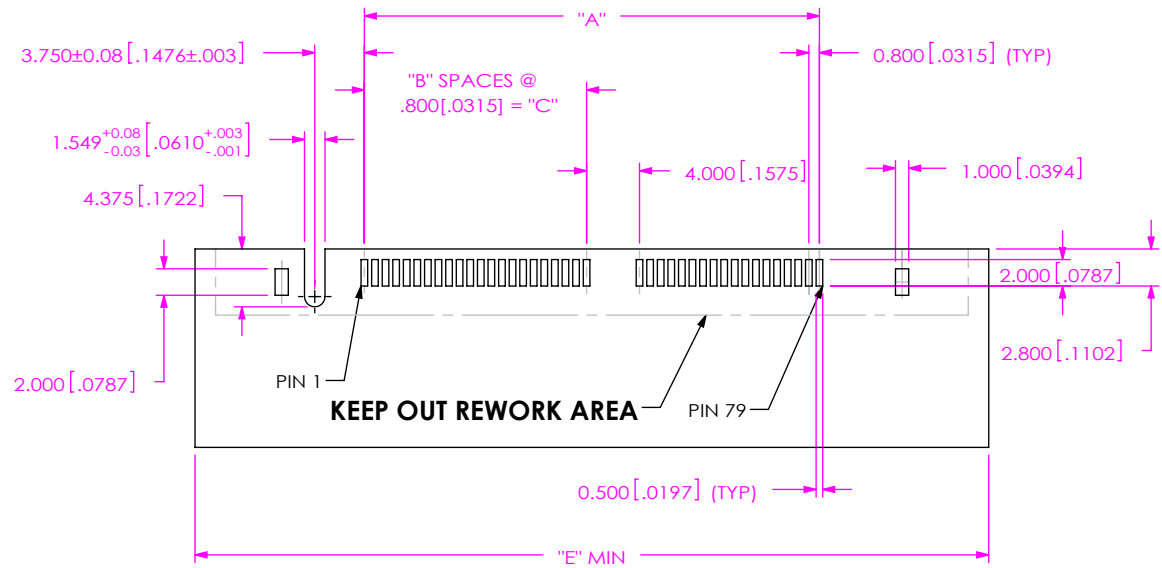 "A"
3.750±0.08[.1476±.003]
0.800[.0315] (TYP)
"B" SPACES @
.800[.0315] = "C"
1.549+0.08-0.03[.0610+.003-.001]
4.000[.1575]
1.000[.0394]
4.375[.1722]
2.000[.0787]
2.800[.1102]
2.000[.0787]
PIN 1
KEEP OUT REWORK AREA
PIN 79
0.500[.0197] (TYP)
"E" MIN